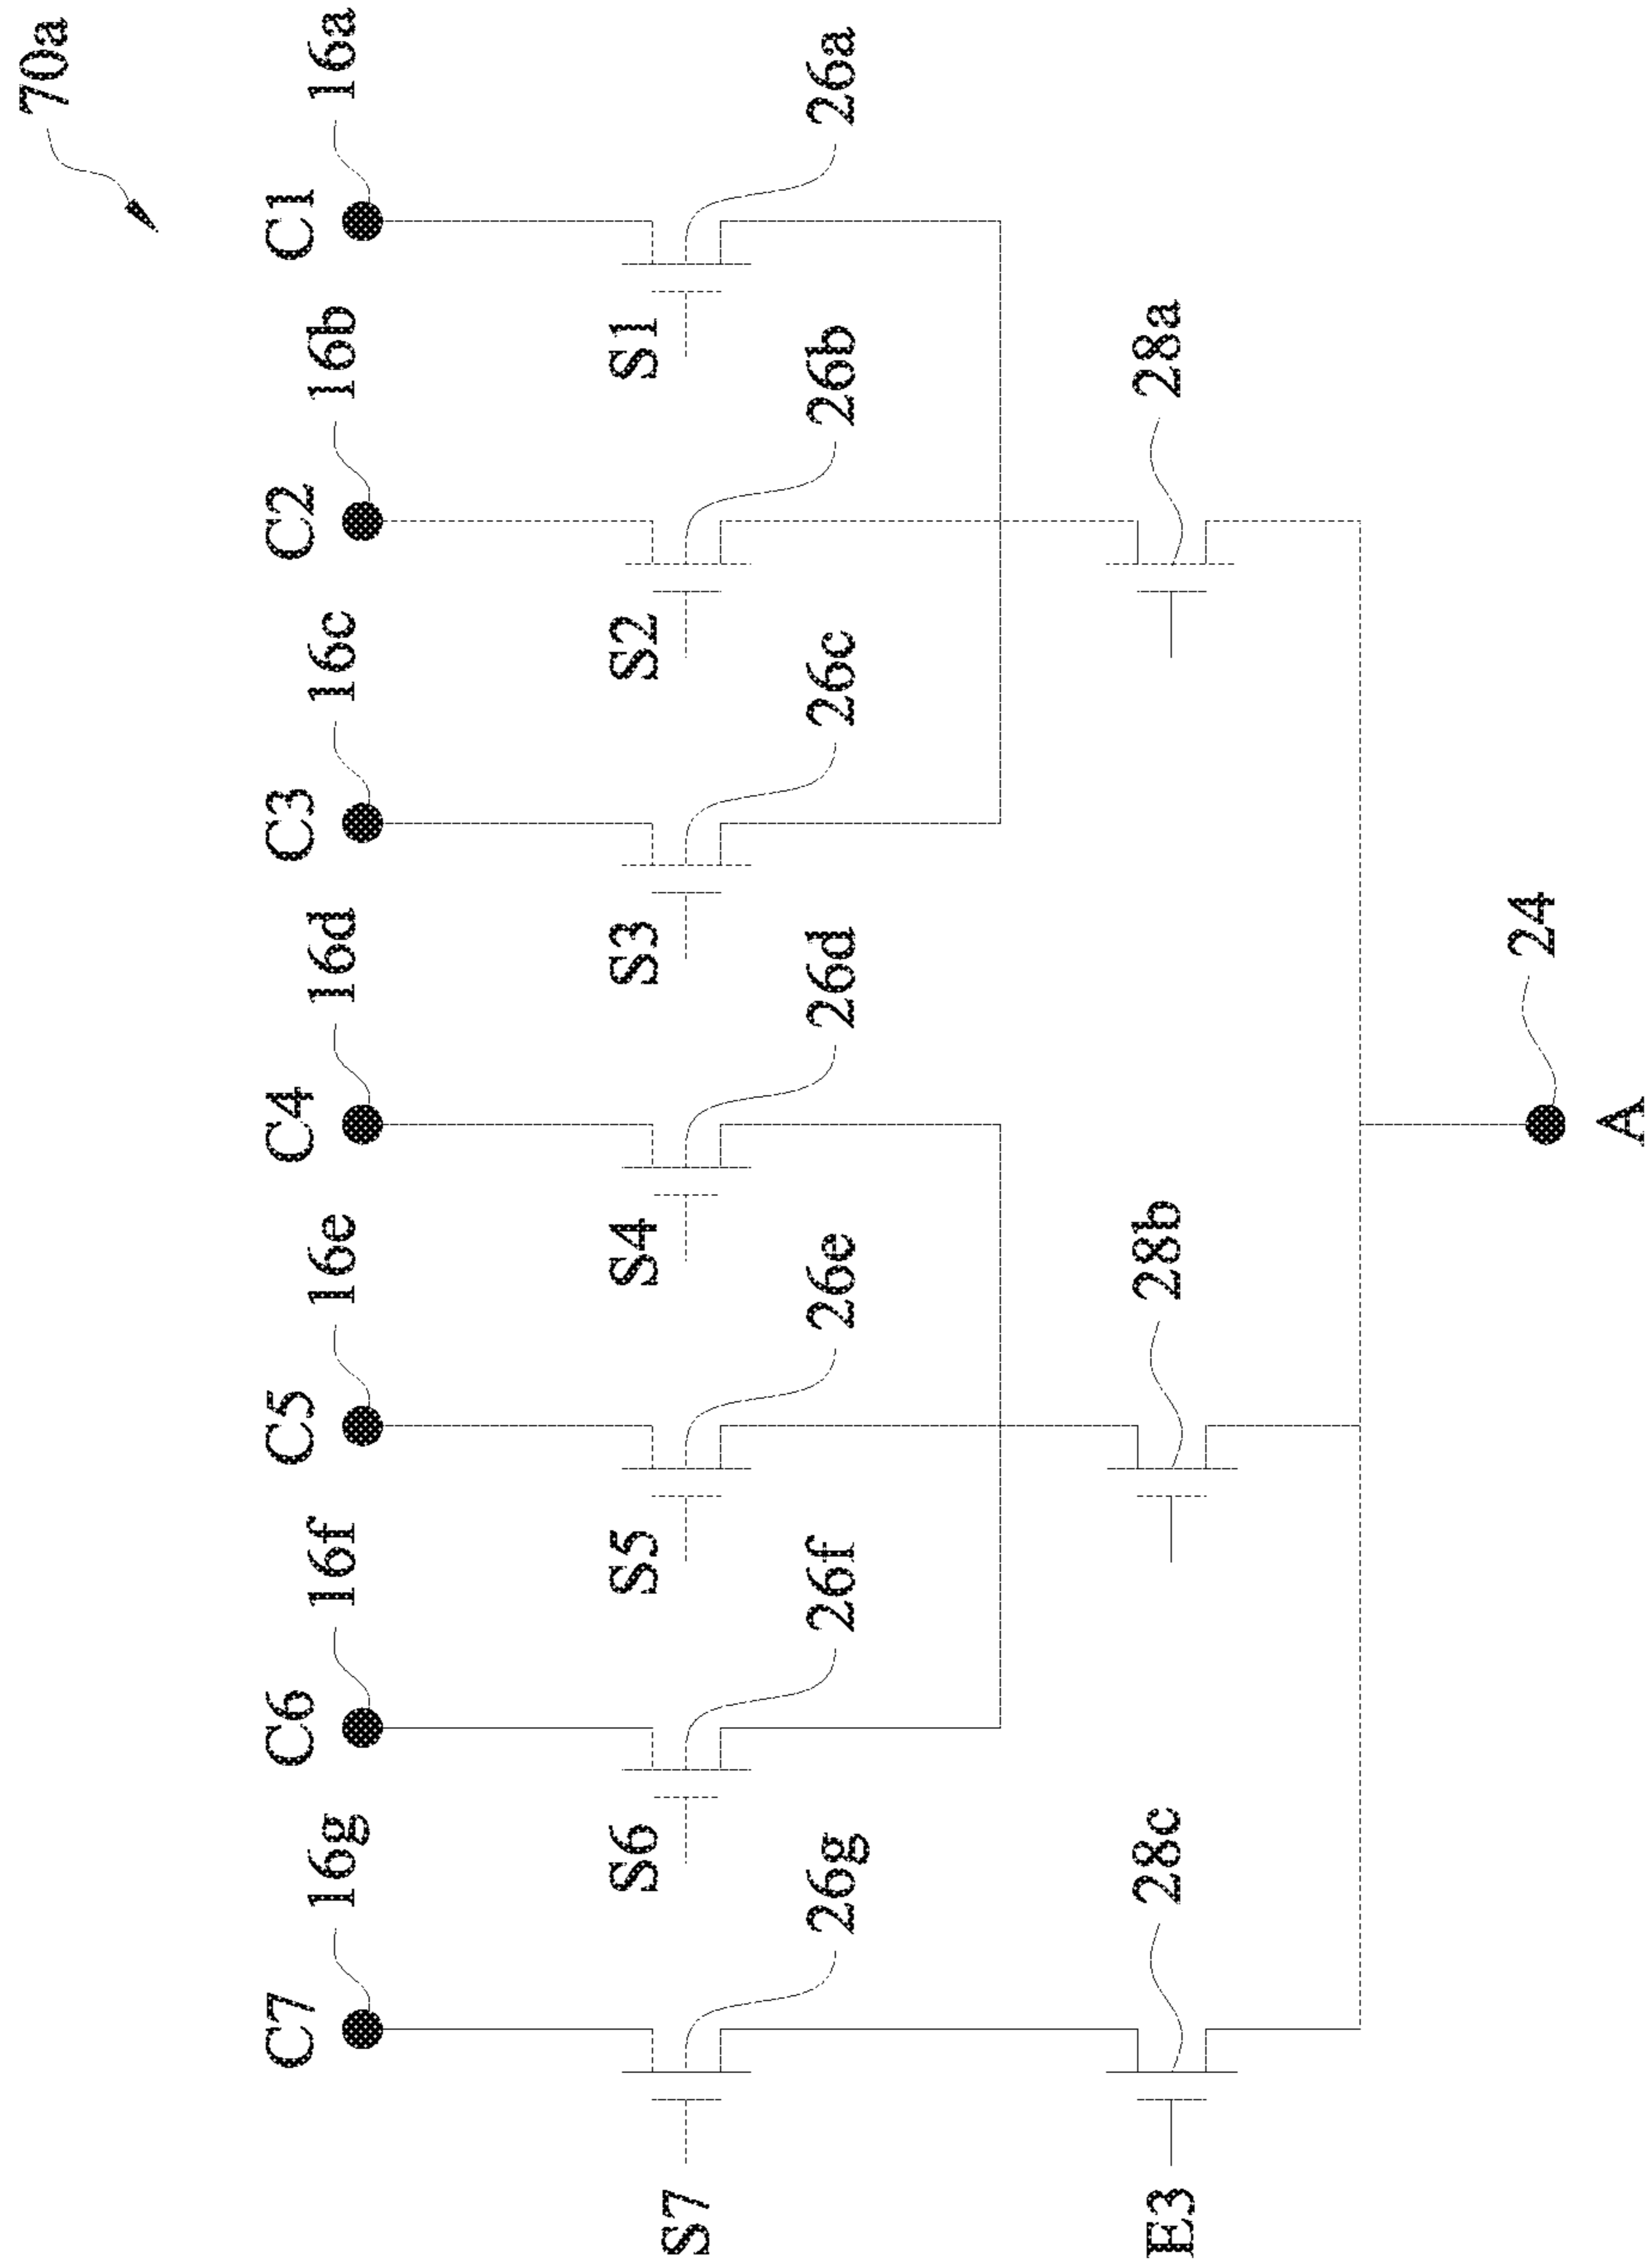 70a
16g 16f 16e 16d 16c 16b 16a
C7 C6 C5 C4 C3 C2 C1
S7 S6 S5 S4 S3 S2 S1
26g 26f 26e 26d 26c 26b 26a
E3 28c 28b 28a
24
A